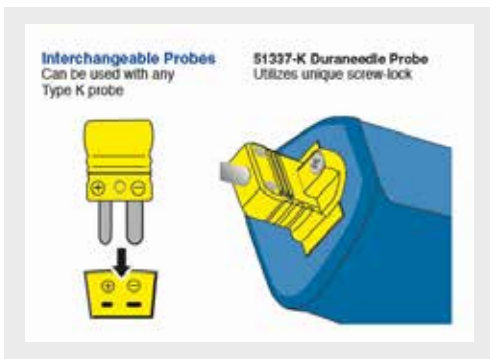 Interchangeable Probes
Can be used with any
Type K probe
51337-K Duraneedle Probe
Utilizes unique screw-lock
+ −
+ −